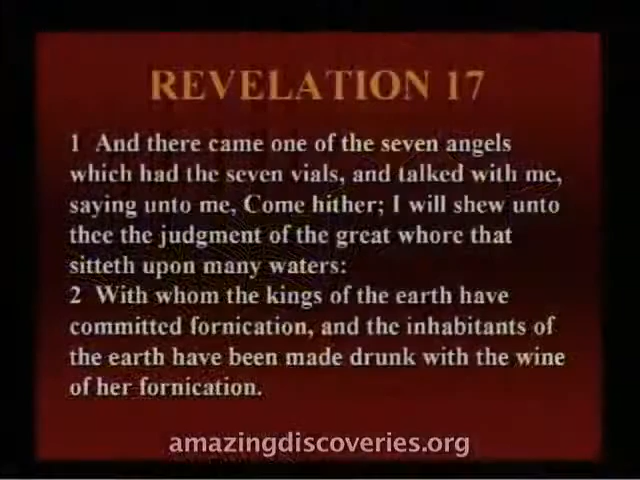 REVELATION 17
1 And there came one of the seven angels
which had the seven vials, and talked with me,
saying unto me, Come hither; I will shew unto
thee the judgment of the great whore that
sitteth upon many waters:
2 With whom the kings of the earth have
committed fornication, and the inhabitants of
the earth have been made drunk with the wine
of her fornication.
amazingdiscoveries.org